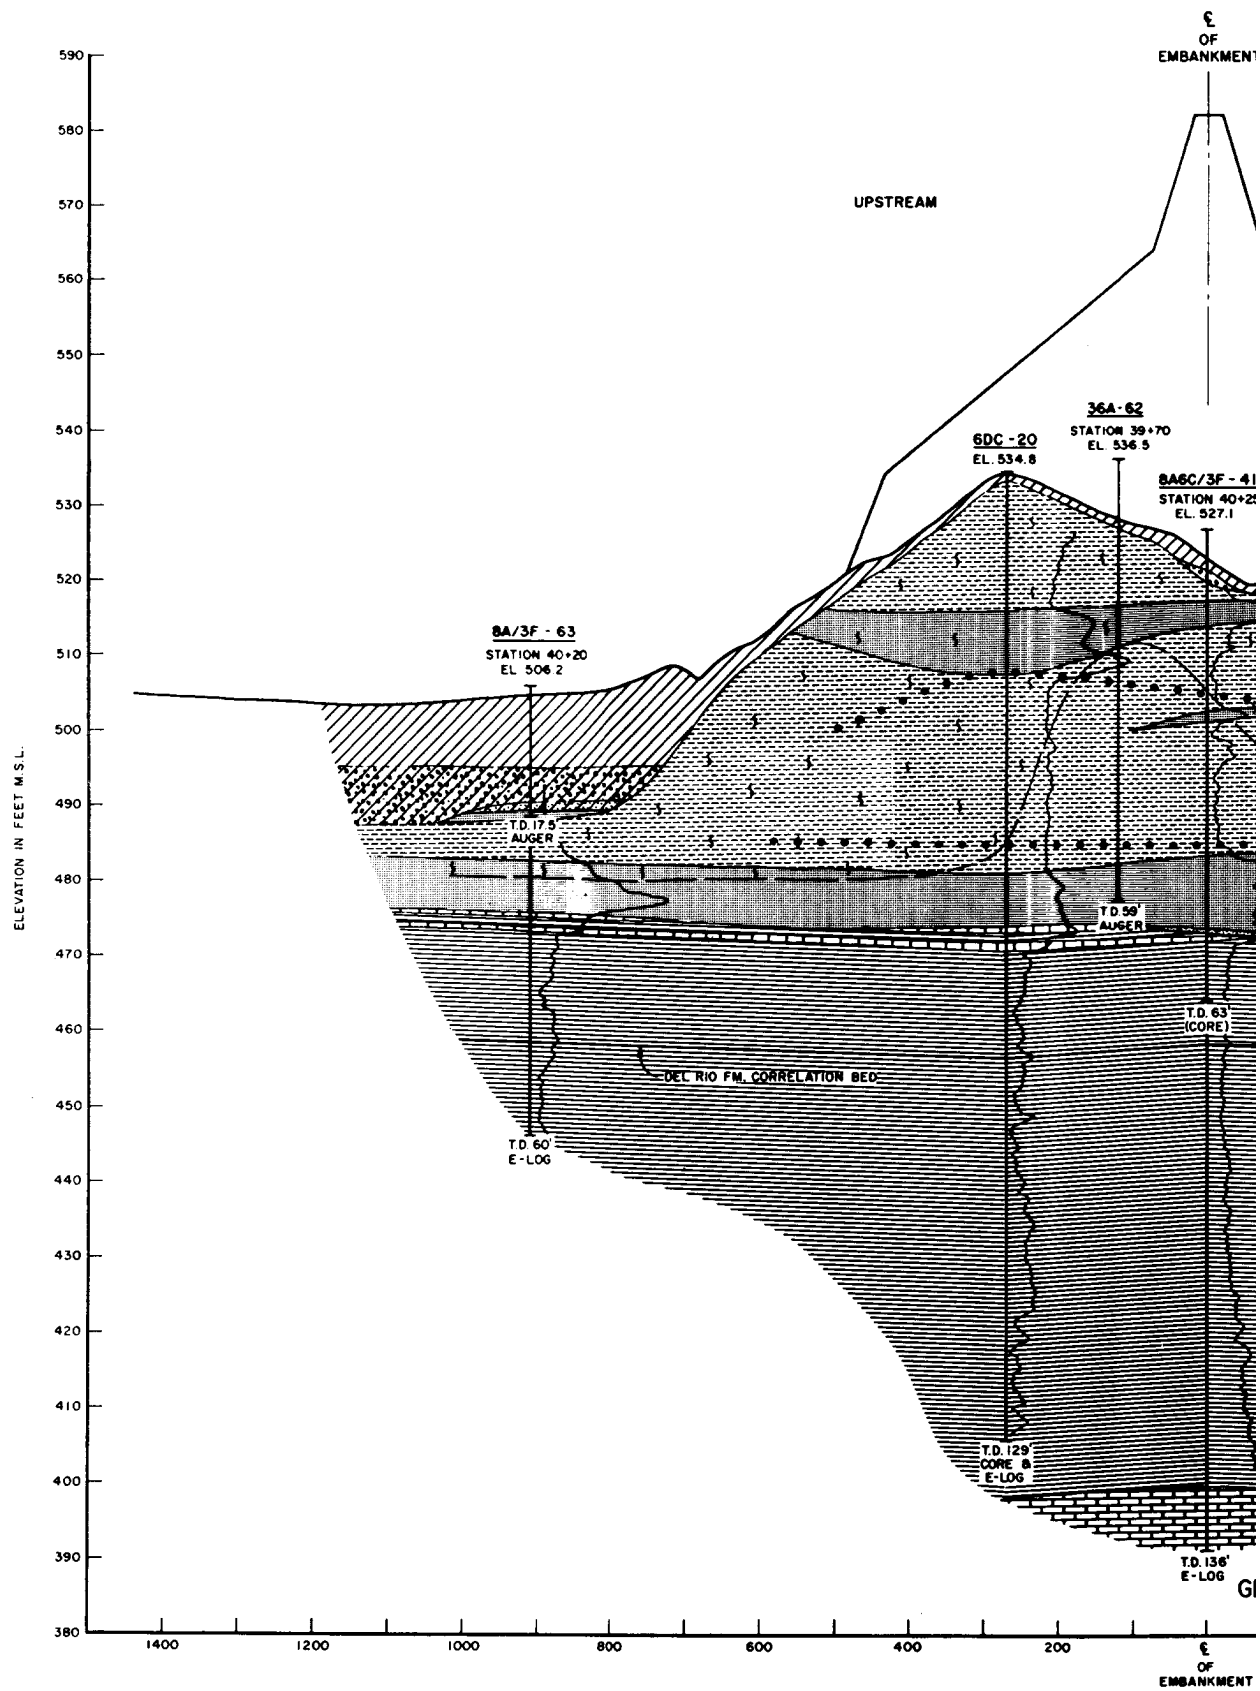 ℄
OF
EMBANKMENT
590
580
570
560
550
540
530
520
510
500
490
480
470
460
450
440
430
420
410
400
390
380
ELEVATION IN FEET M.S.L.
UPSTREAM
36A-62
STATION 39+70
EL. 536.5
6DC-20
EL. 534.8
8A6C/3F-41
STATION 40+25
EL. 527.1
8A/3F-63
STATION 40+20
EL 506.2
T.D. 17.5'
AUGER
T.D. 59'
AUGER
T.D. 63'
(CORE)
DEL RIO FM. CORRELATION BED
T.D. 60'
E-LOG
T.D. 129'
CORE &
E-LOG
T.D. 136'
E-LOG
1400
1200
1000
800
600
400
200
℄
OF
EMBANKMENT